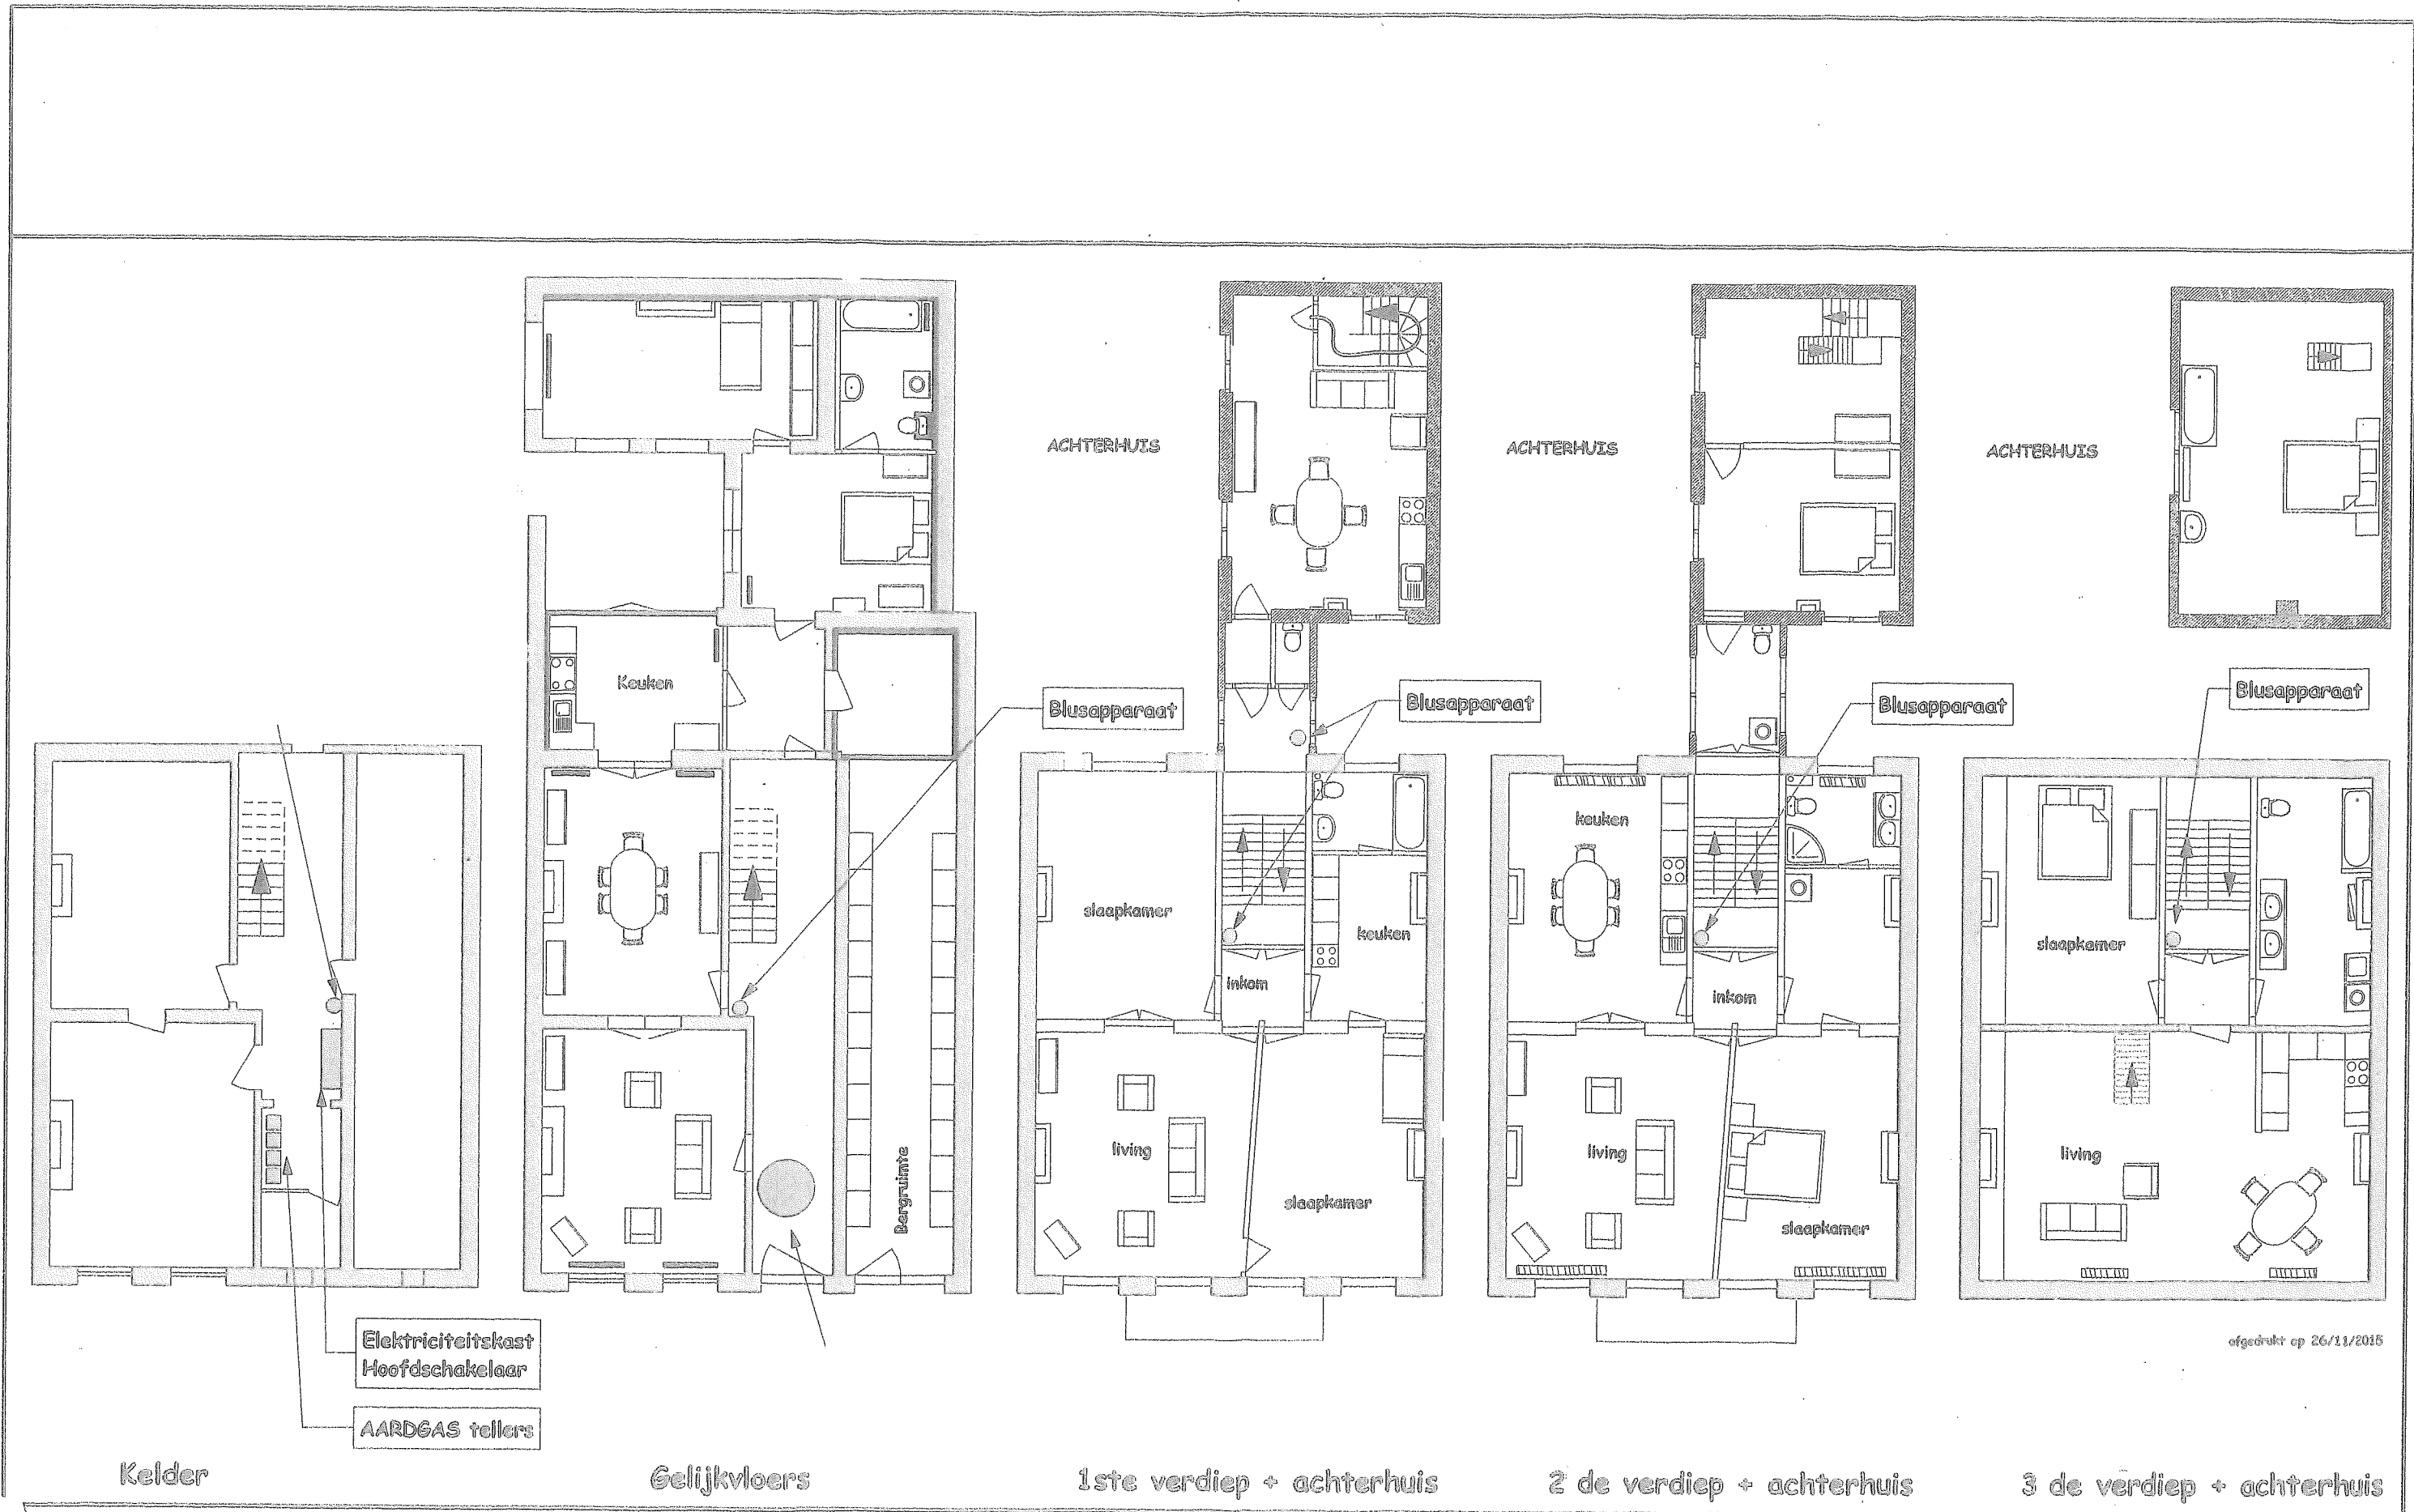 ACHTERHUIS
ACHTERHUIS
ACHTERHUIS
Keuken
Blusapparaat
Blusapparaat
Blusapparaat
Blusapparaat
keuken
slaapkamer
keuken
slaapkamer
inkom
inkom
living
living
living
Bergruimte
slaapkamer
slaapkamer
Elektriciteitskast
Hoofdschakelaar
afgedrukt op 26/11/2015
AARDGAS tellers
Kelder
Gelijkvloers
1ste verdiep + achterhuis
2 de verdiep + achterhuis
3 de verdiep + achterhuis